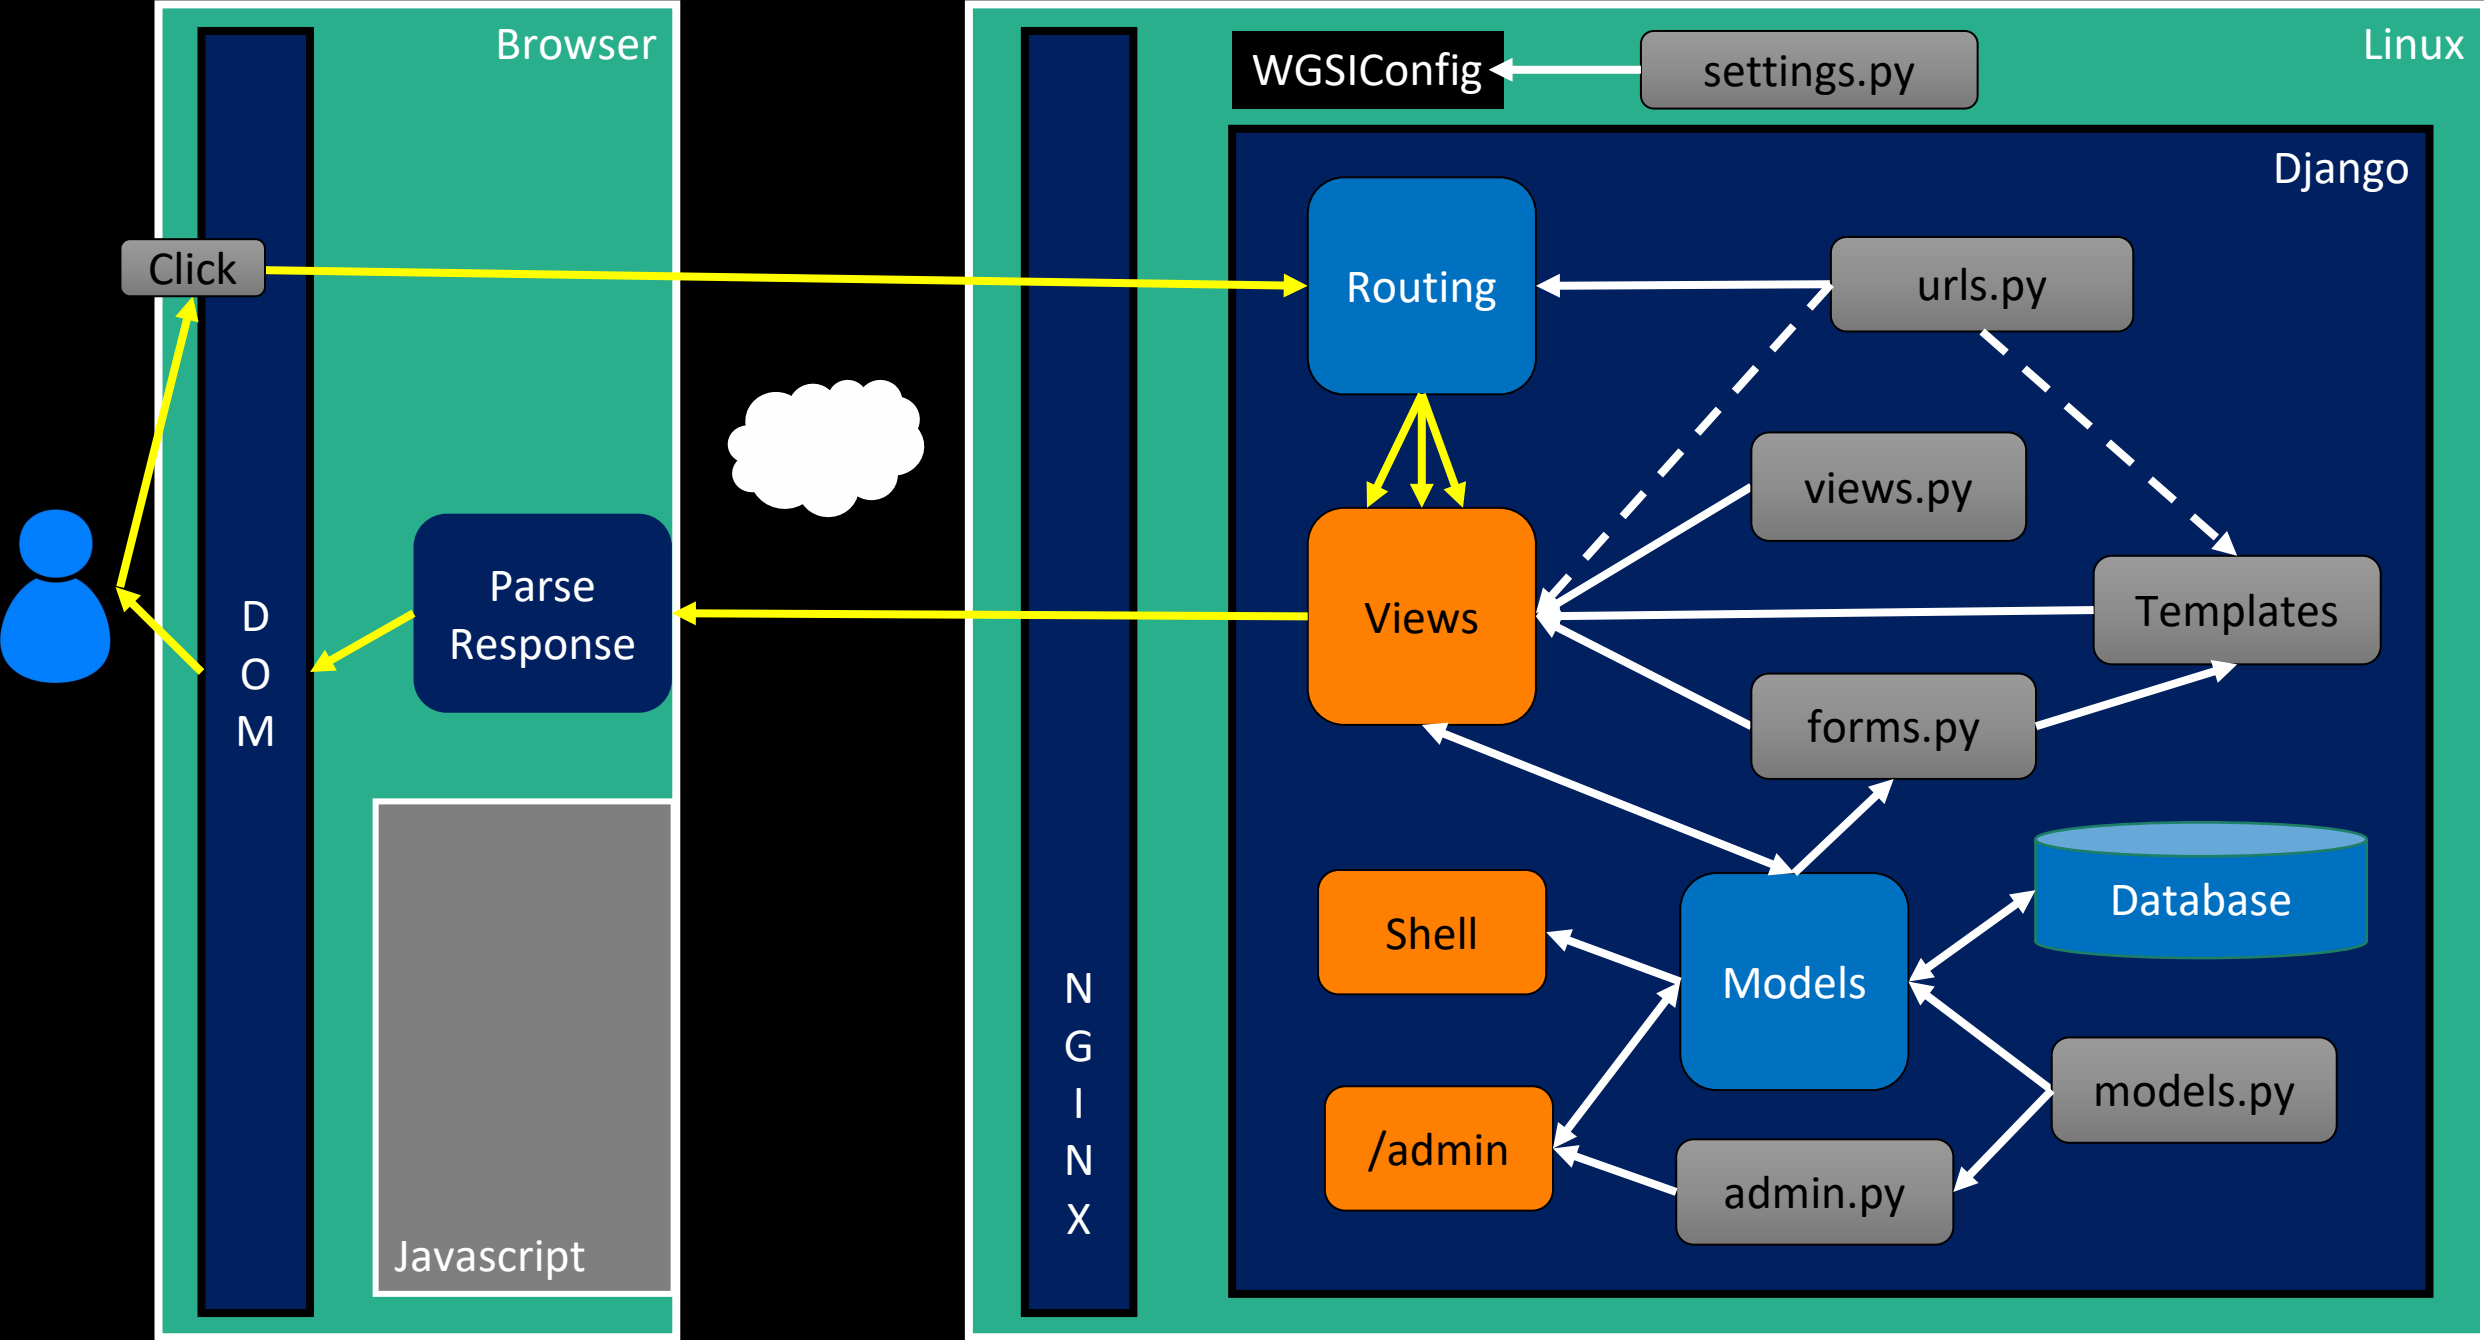 Browser
Click
D
O
M
Parse
Response
Javascript
N
G
I
N
X
Linux
WGSIConfig
settings.py
Django
Routing
urls.py
views.py
Views
Templates
forms.py
Shell
Models
Database
/admin
models.py
admin.py